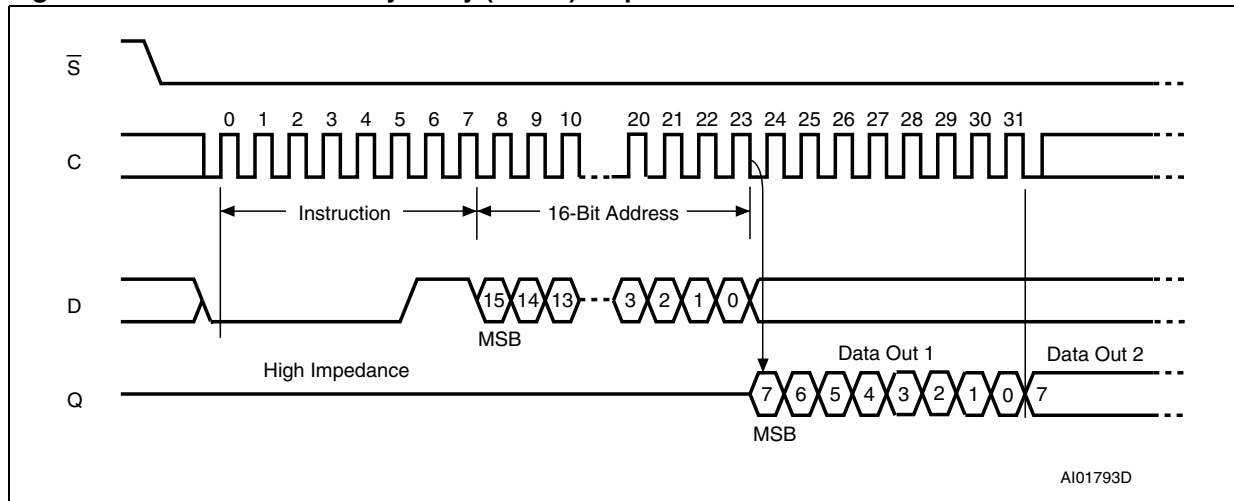 S
0 1 2 3 4 5 6 7 8 9 10 20 21 22 23 24 25 26 27 28 29 30 31
C
Instruction 16-Bit Address
D
15 14 13 3 2 1 0
MSB
High Impedance Data Out 1 Data Out 2
Q
7 6 5 4 3 2 1 0 7
MSB
AI01793D